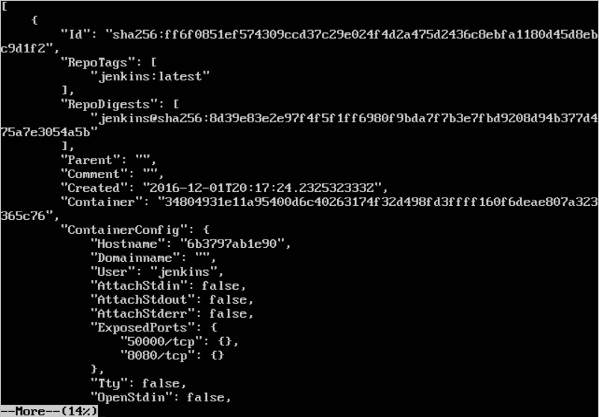 [
    {
        "Id": "sha256:ff6f0851ef574309ccd37c29e024f4d2a475d2436c8ebfa1180d45d8eb
c9d1f2",
        "RepoTags": [
            "jenkins:latest"
        ],
        "RepoDigests": [
            "jenkins@sha256:8d39e83e2e97f4f5f1ff6980f9bda7f7b3e7fbd9208d94b377d4
75a7e3054a5b"
        ],
        "Parent": "",
        "Comment": "",
        "Created": "2016-12-01T20:17:24.232532333Z",
        "Container": "34804931e11a95400d6c40263174f32d498fd3ffff160f6deae807a323
365c76",
        "ContainerConfig": {
            "Hostname": "6b3797ab1e90",
            "Domainname": "",
            "User": "jenkins",
            "AttachStdin": false,
            "AttachStdout": false,
            "AttachStderr": false,
            "ExposedPorts": {
                "50000/tcp": {},
                "8080/tcp": {}
            },
            "Tty": false,
            "OpenStdin": false,
--More--(14%)